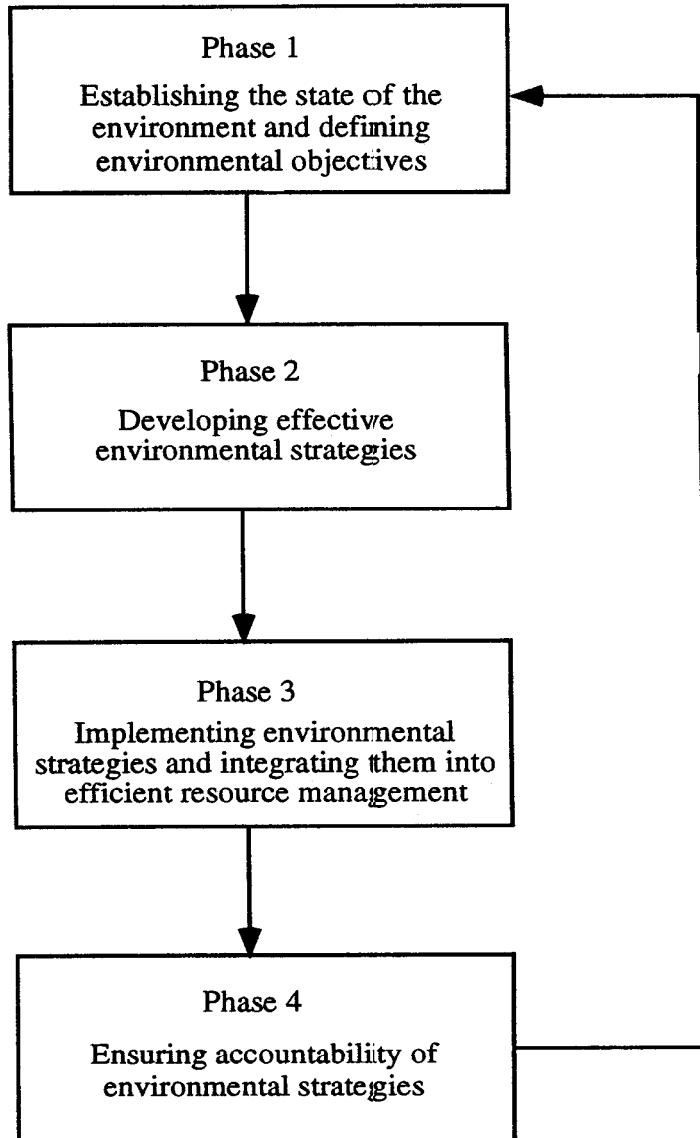 Phase 1
Establishing the state of the
environment and defining
environmental objectives
Phase 2
Developing effective
environmental strategies
Phase 3
Implementing environmental
strategies and integrating them into
efficient resource management
Phase 4
Ensuring accountability of
environmental strategies